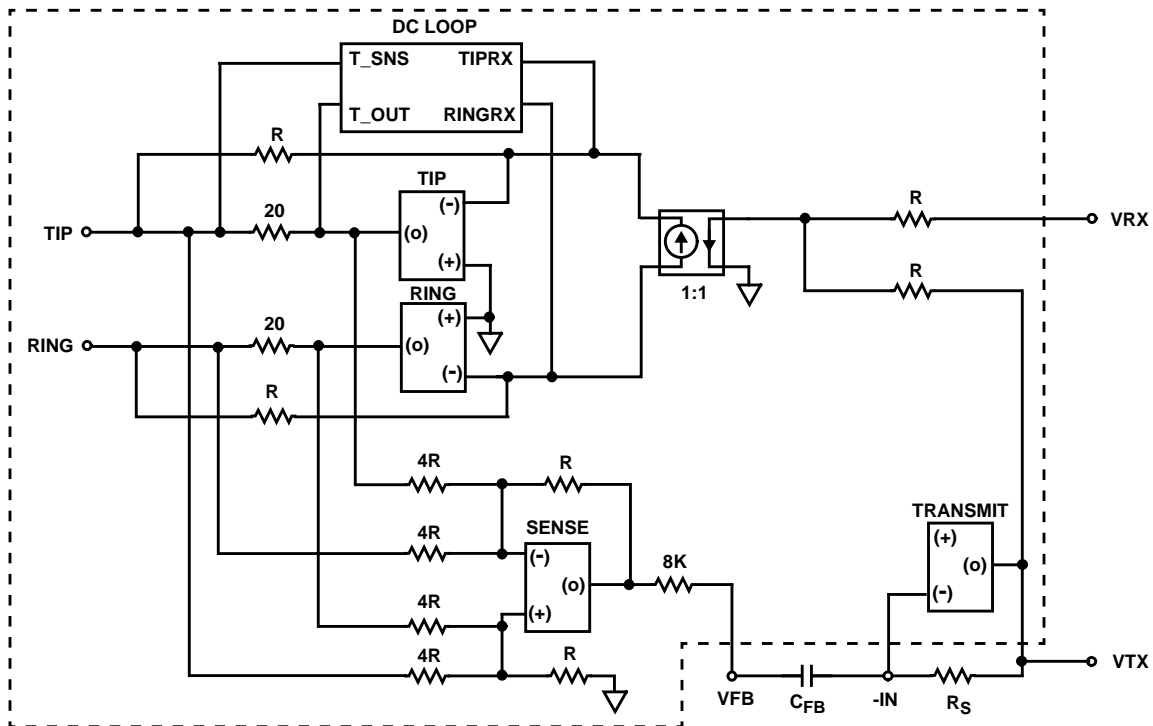 DC LOOP
T_SNS TIPRX
T_OUT RINGRX
R
TIP
20
(-)
(o)
(+)
TIP
R
VRX
R
1:1
RING
20
(+)
(o)
(-)
RING
R
4R
R
SENSE
4R
(-)
(o)
(+)
8K
4R
4R
R
TRANSMIT
(+)
(o)
(-)
VTX
VFB
CFB
-IN
RS